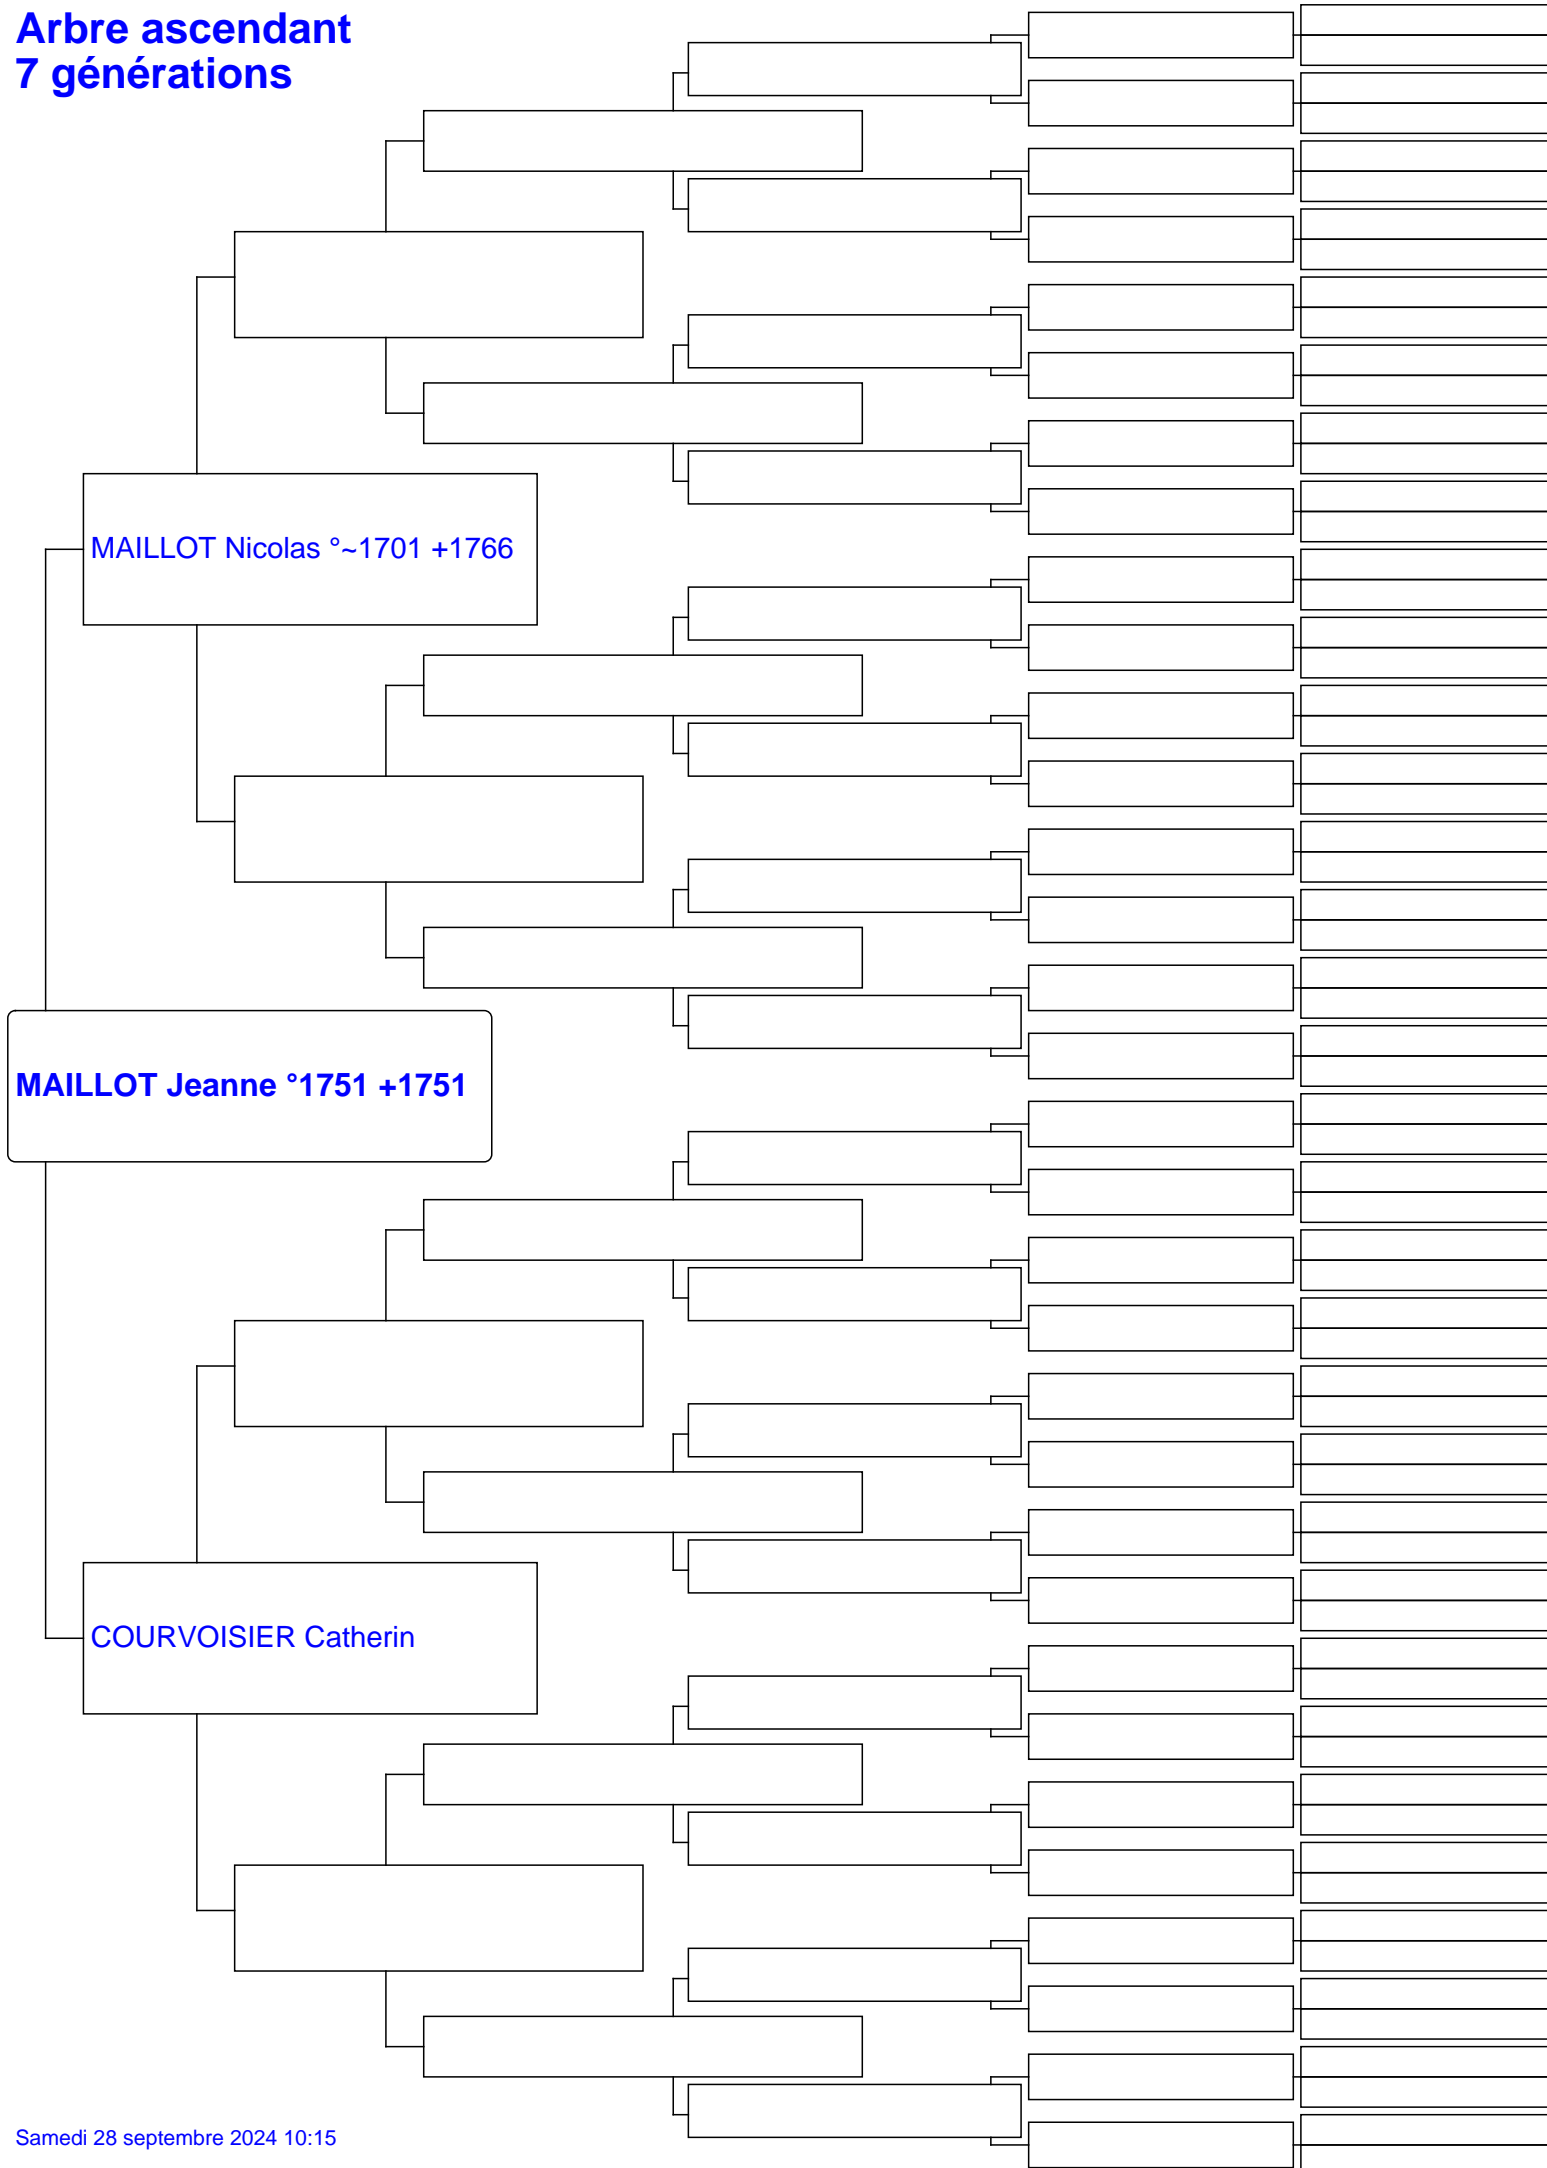 Arbre ascendant
7 générations
MAILLOT Nicolas °~1701 +1766
MAILLOT Jeanne °1751 +1751
COURVOISIER Catherin
Samedi 28 septembre 2024 10:15